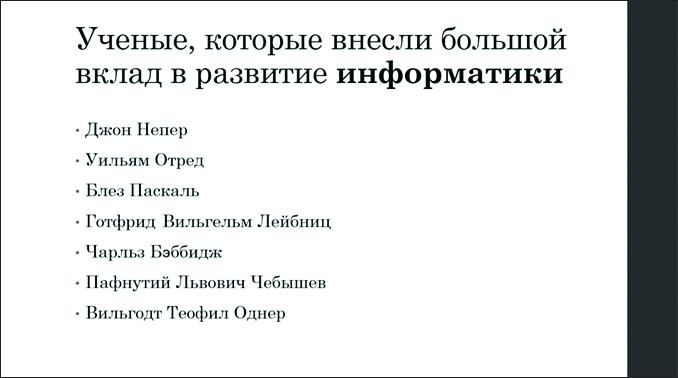 Ученые, которые внесли большой
вклад в развитие информатики
• Джон Непер
• Уильям Отред
• Блез Паскаль
• Готфрид Вильгельм Лейбниц
• Чарльз Бэббидж
• Пафнутий Львович Чебышев
• Вильгодт Теофил Однер